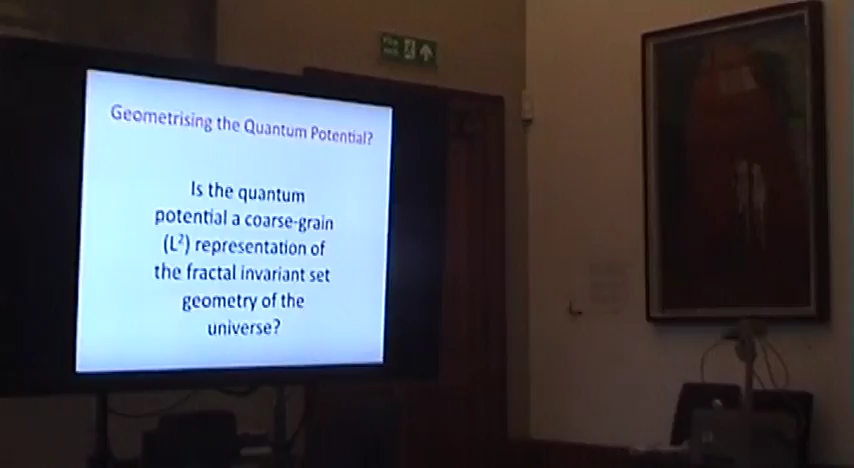 Geometrising the Quantum Potential?
Is the quantum
potential a coarse-grain
(L²) representation of
the fractal invariant set
geometry of the
universe?